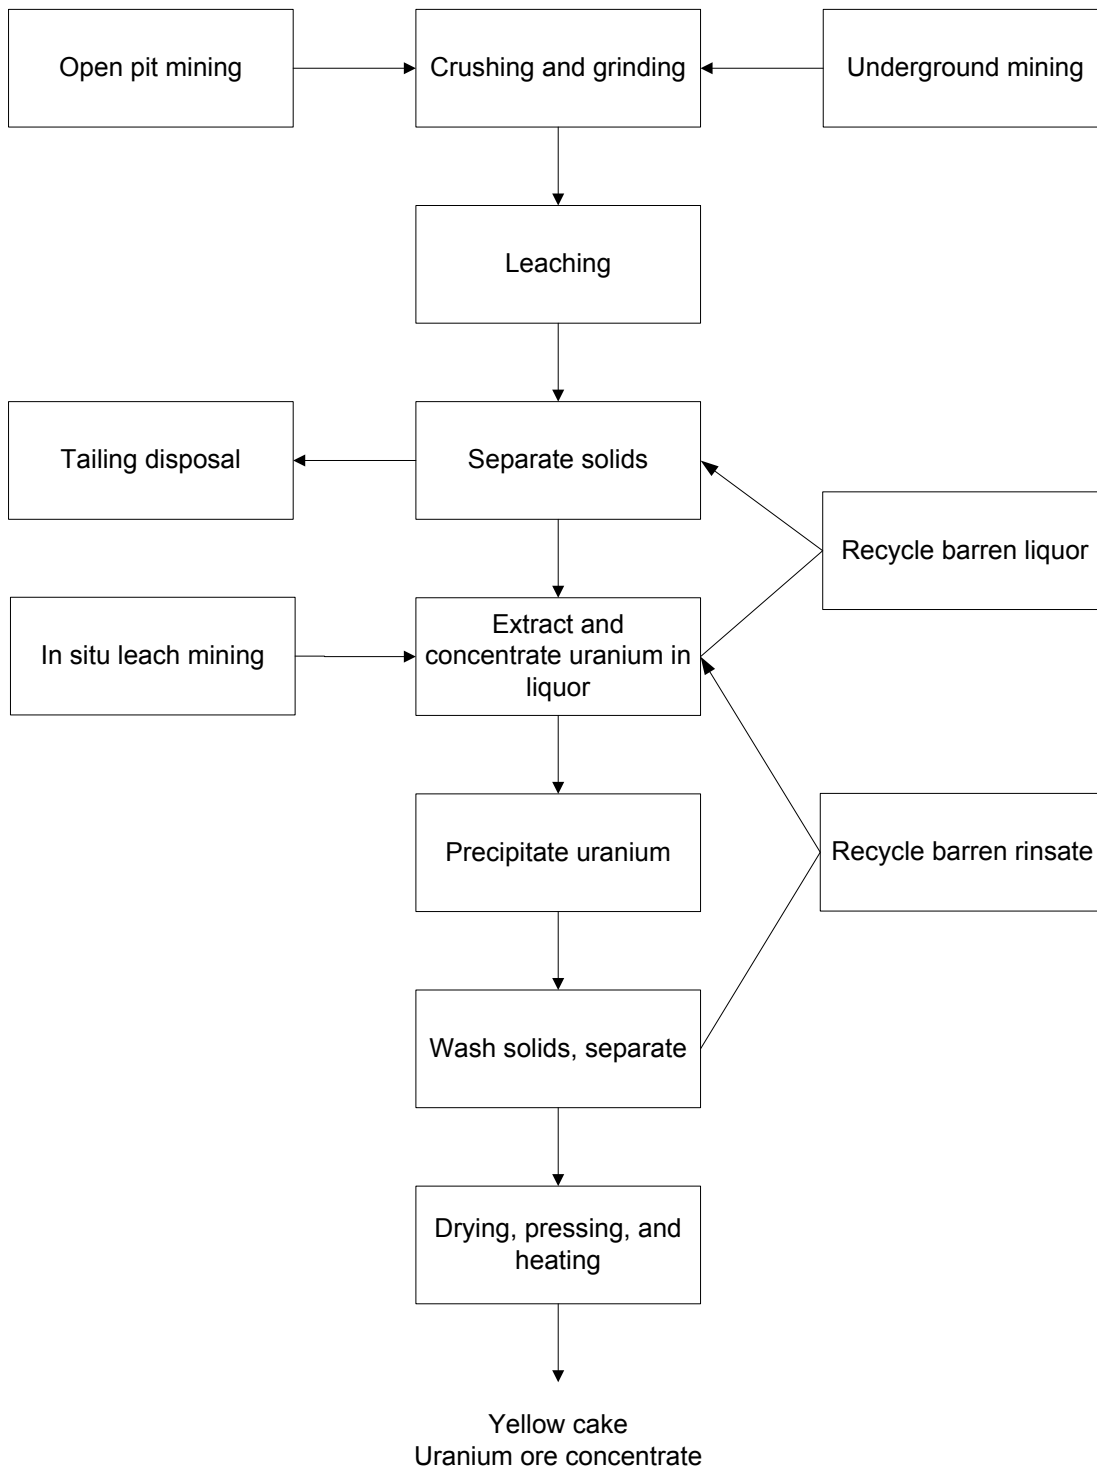 Open pit mining
Crushing and grinding
Underground mining
Leaching
Tailing disposal
Separate solids
Recycle barren liquor
In situ leach mining
Extract and
concentrate uranium in
liquor
Precipitate uranium
Recycle barren rinsate
Wash solids, separate
Drying, pressing, and
heating
Yellow cake
Uranium ore concentrate